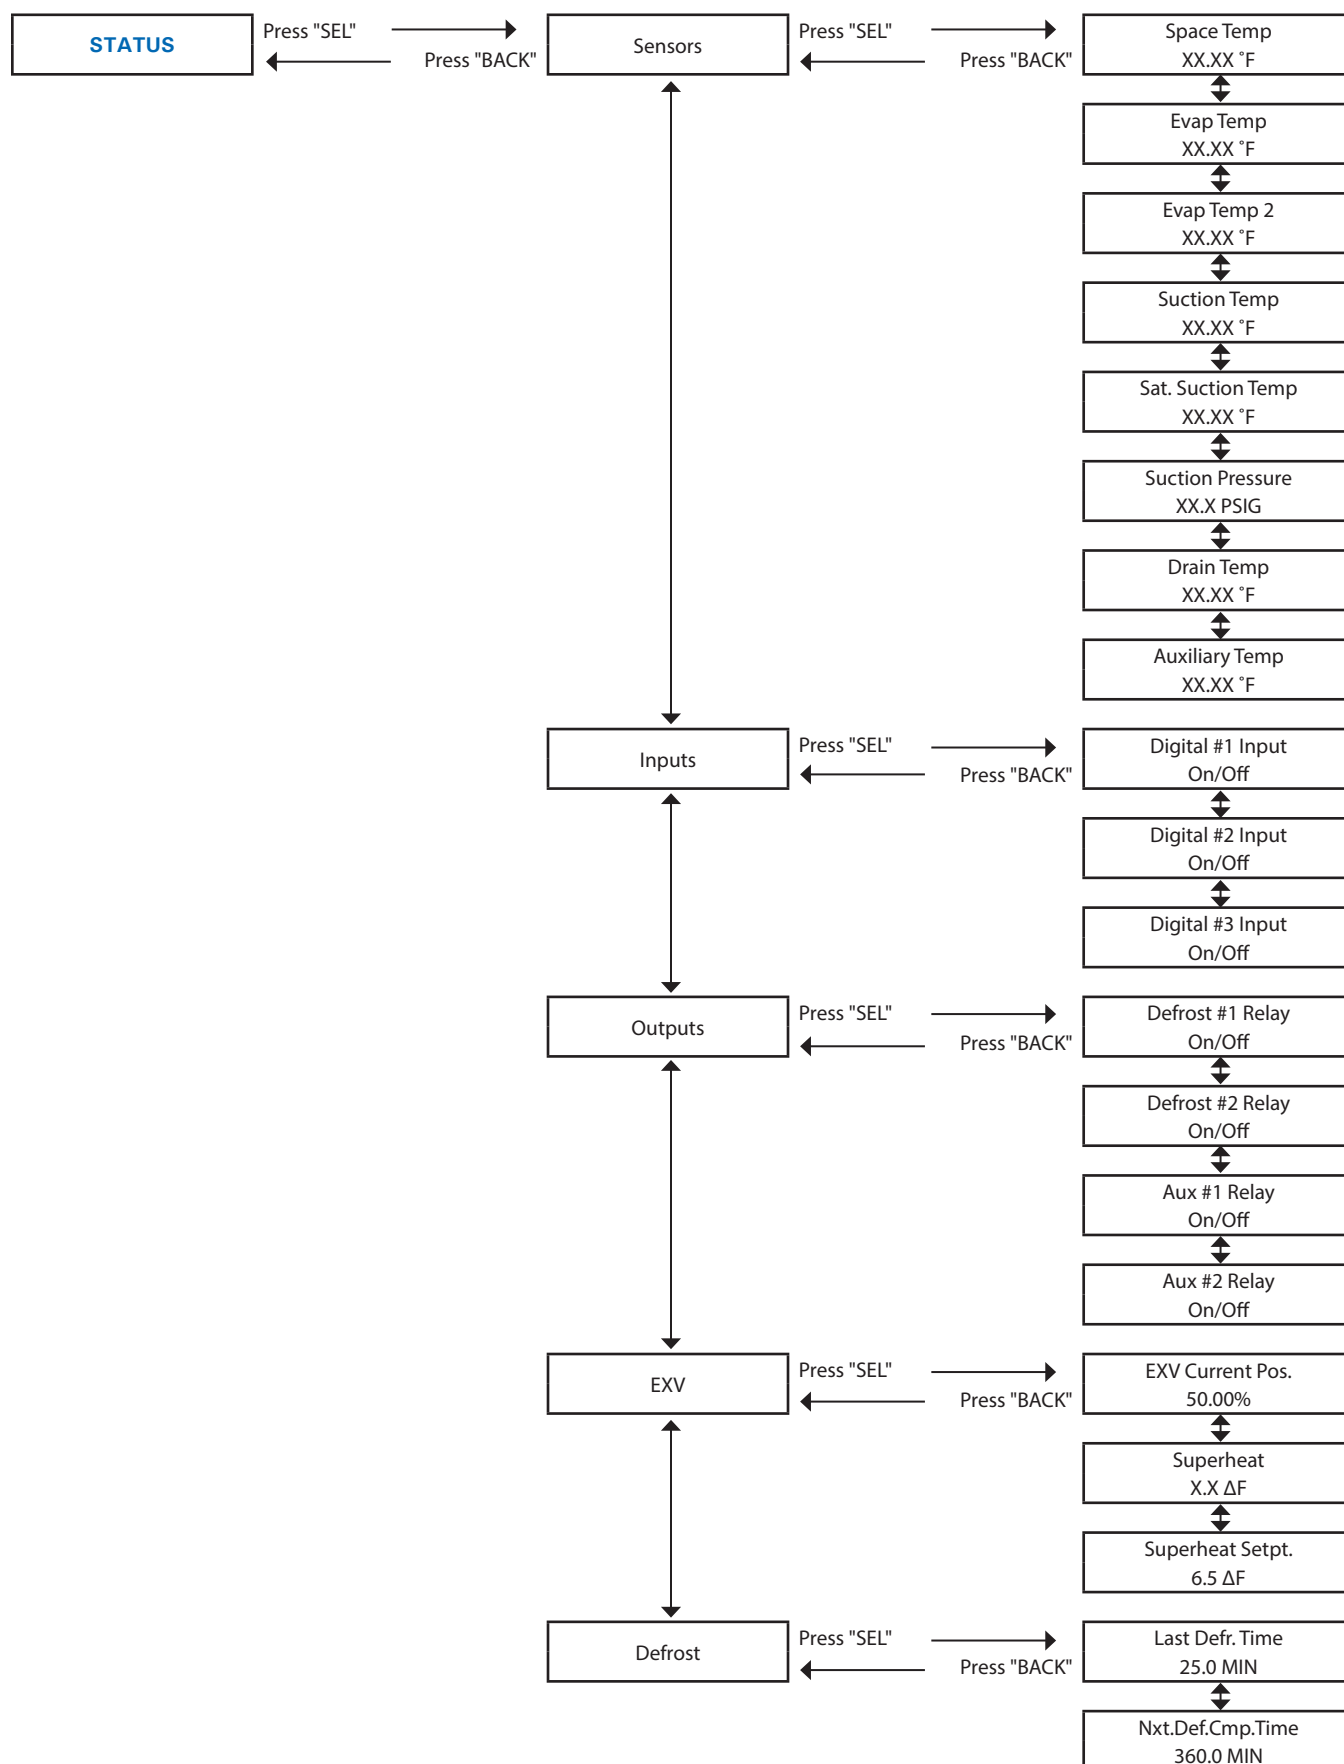 STATUS
Press "SEL"
Press "BACK"
Sensors
Press "SEL"
Press "BACK"
Space Temp
XX.XX °F
Evap Temp
XX.XX °F
Evap Temp 2
XX.XX °F
Suction Temp
XX.XX °F
Sat. Suction Temp
XX.XX °F
Suction Pressure
XX.X PSIG
Drain Temp
XX.XX °F
Auxiliary Temp
XX.XX °F
Inputs
Press "SEL"
Press "BACK"
Digital #1 Input
On/Off
Digital #2 Input
On/Off
Digital #3 Input
On/Off
Outputs
Press "SEL"
Press "BACK"
Defrost #1 Relay
On/Off
Defrost #2 Relay
On/Off
Aux #1 Relay
On/Off
Aux #2 Relay
On/Off
EXV
Press "SEL"
Press "BACK"
EXV Current Pos.
50.00%
Superheat
X.X ΔF
Superheat Setpt.
6.5 ΔF
Defrost
Press "SEL"
Press "BACK"
Last Defr. Time
25.0 MIN
Nxt.Def.Cmp.Time
360.0 MIN